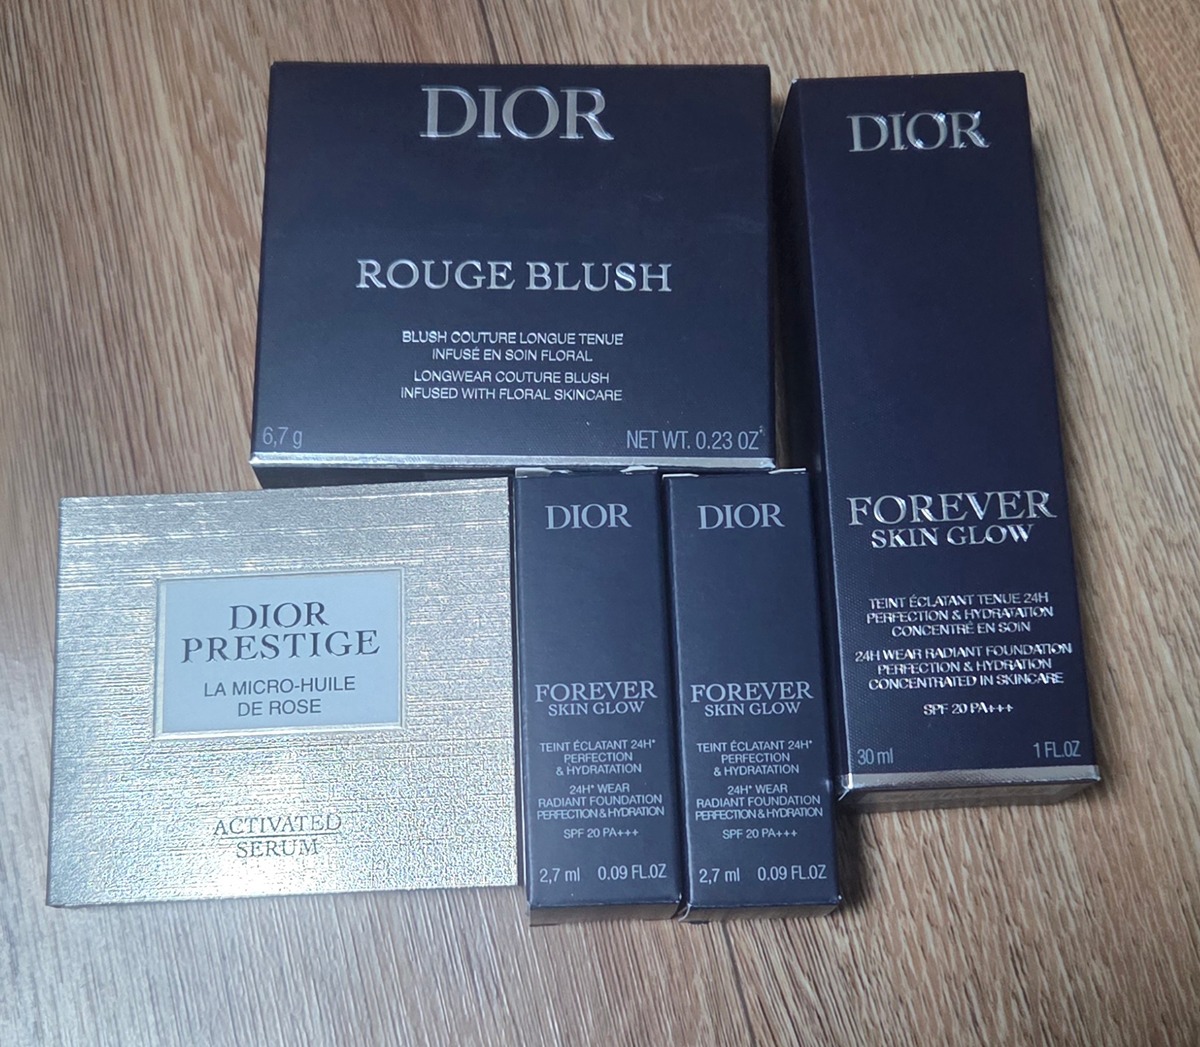 DIOR
ROUGE BLUSH
BLUSH COUTURE LONGUE TENUE
INFUSÉ EN SOIN FLORAL
LONGWEAR COUTURE BLUSH
INFUSED WITH FLORAL SKINCARE
6,7 g NET WT. 0.23 OZ
DIOR
FOREVER
SKIN GLOW
TEINT ÉCLATANT TENUE 24H
PERFECTION & HYDRATATION
CONCENTRÉ EN SOIN
24H WEAR RADIANT FOUNDATION
PERFECTION & HYDRATION
CONCENTRATED IN SKINCARE
SPF 20 PA+++
30 ml 1 FL.OZ
DIOR
PRESTIGE
LA MICRO-HUILE
DE ROSE
ACTIVATED
SERUM
DIOR
FOREVER
SKIN GLOW
TEINT ÉCLATANT 24H*
PERFECTION
& HYDRATATION
24H* WEAR
RADIANT FOUNDATION
PERFECTION & HYDRATION
SPF 20 PA+++
2,7 ml 0.09 FL.OZ
DIOR
FOREVER
SKIN GLOW
TEINT ÉCLATANT 24H*
PERFECTION
& HYDRATATION
24H* WEAR
RADIANT FOUNDATION
PERFECTION & HYDRATION
SPF 20 PA+++
2,7 ml 0.09 FL.OZ